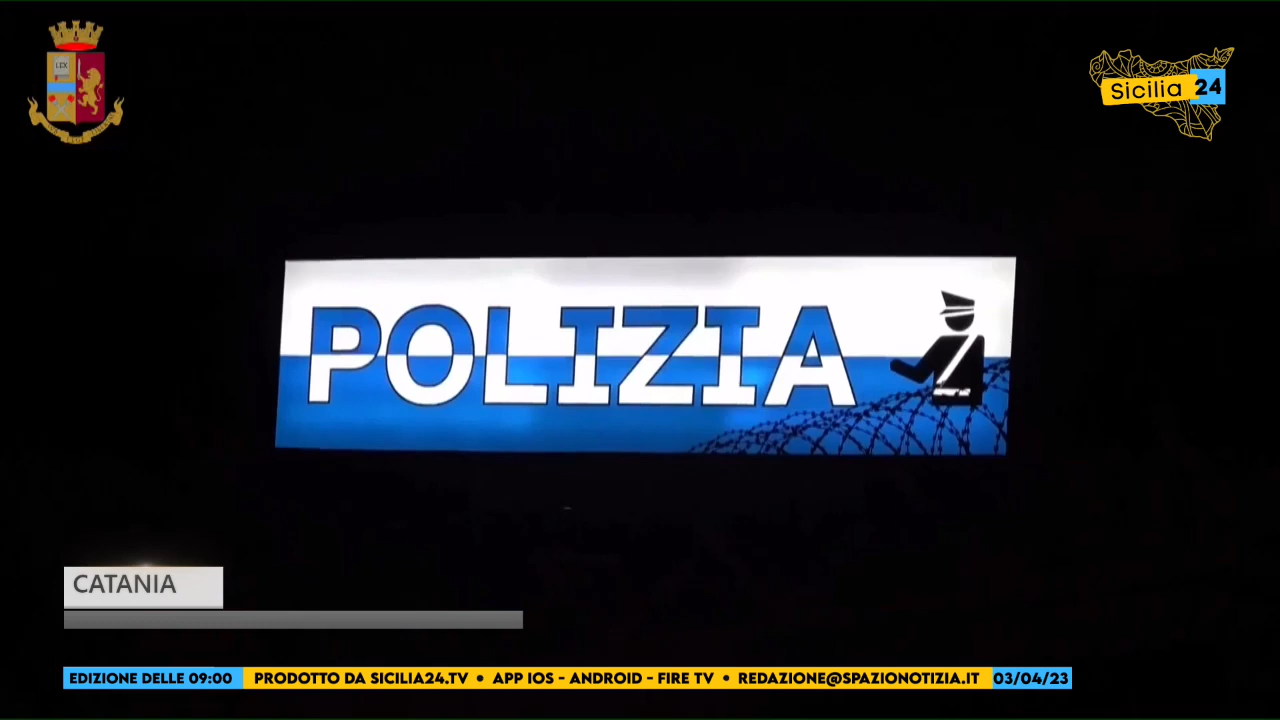 LEX
Sicilia 24
POLIZIA
CATANIA
EDIZIONE DELLE 09:00 PRODOTTO DA SICILIA24.TV • APP IOS - ANDROID - FIRE TV • REDAZIONE@SPAZIONOTIZIA.IT 03/04/23